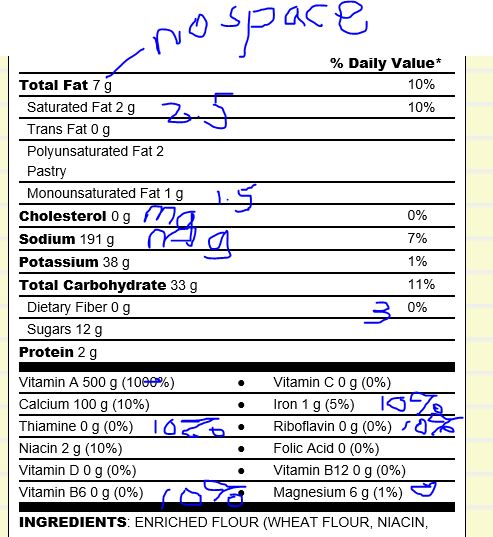 no space
% Daily Value*
Total Fat 7 g 10%
Saturated Fat 2 g 2.5 10%
Trans Fat 0 g
Polyunsaturated Fat 2
Pastry
Monounsaturated Fat 1 g 1.5
Cholesterol 0 g mg 0%
Sodium 191 g mg 7%
Potassium 38 g 1%
Total Carbohydrate 33 g 11%
Dietary Fiber 0 g 3 0%
Sugars 12 g
Protein 2 g
Vitamin A 500 g (1000%) • Vitamin C 0 g (0%)
Calcium 100 g (10%) • Iron 1 g (5%) 10%
Thiamine 0 g (0%) 10% • Riboflavin 0 g (0%) 10%
Niacin 2 g (10%) • Folic Acid 0 (0%)
Vitamin D 0 g (0%) • Vitamin B12 0 g (0%)
Vitamin B6 0 g (0%) 10% • Magnesium 6 g (1%)
INGREDIENTS: ENRICHED FLOUR (WHEAT FLOUR, NIACIN,